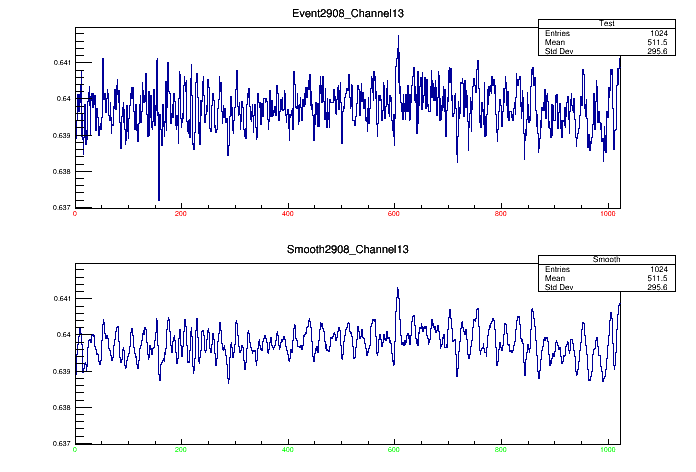 Event2908_Channel13
Test
Entries 1024
Mean 511.5
Std Dev 295.6
0.641
0.64
0.639
0.638
0.637
0 200 400 600 800 1000
Smooth2908_Channel13
Smooth
Entries 1024
Mean 511.5
Std Dev 295.6
0.641
0.64
0.639
0.638
0.637
0 200 400 600 800 1000